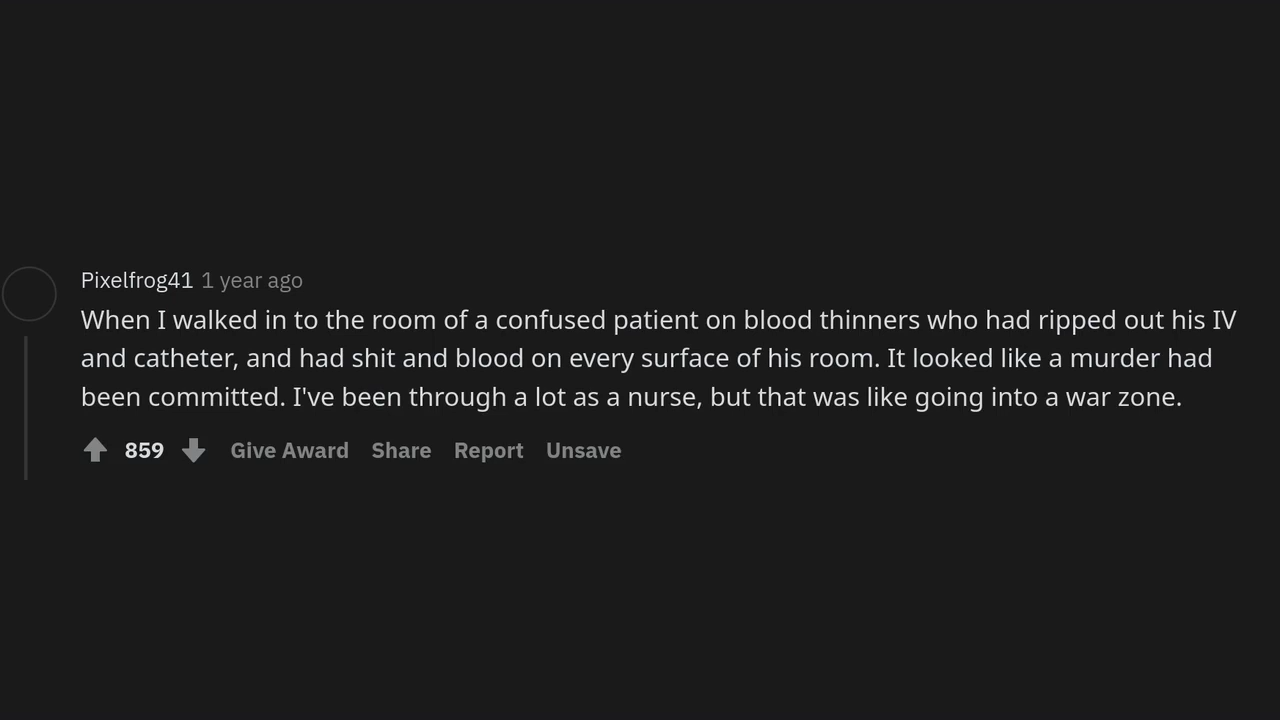 Pixelfrog41 1 year ago
When I walked in to the room of a confused patient on blood thinners who had ripped out his IV
and catheter, and had shit and blood on every surface of his room. It looked like a murder had
been committed. I've been through a lot as a nurse, but that was like going into a war zone.
859 Give Award Share Report Unsave